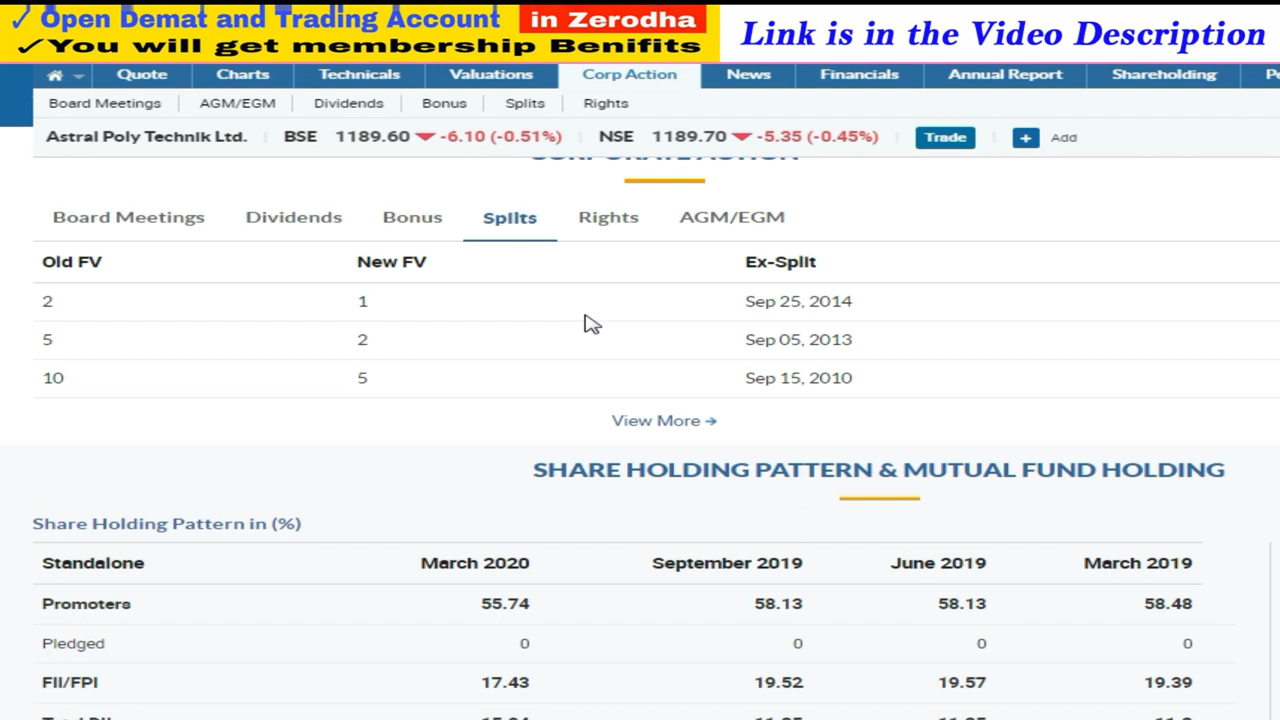 ✓ Open Demat and Trading Account in Zerodha
✓You will get membership Benifits
Link is in the Video Description
Quote Charts Technicals Valuations Corp Action News Financials Annual Report Shareholding
Board Meetings AGM/EGM Dividends Bonus Splits Rights
Astral Poly Technik Ltd. BSE 1189.60 -6.10 (-0.51%) NSE 1189.70 -5.35 (-0.45%) Trade + Add
CORPORATE ACTION
Board Meetings Dividends Bonus Splits Rights AGM/EGM
Old FV New FV Ex-Split
2 1 Sep 25, 2014
5 2 Sep 05, 2013
10 5 Sep 15, 2010
View More →
SHARE HOLDING PATTERN & MUTUAL FUND HOLDING
Share Holding Pattern in (%)
Standalone March 2020 September 2019 June 2019 March 2019
Promoters 55.74 58.13 58.13 58.48
Pledged 0 0 0 0
FII/FPI 17.43 19.52 19.57 19.39